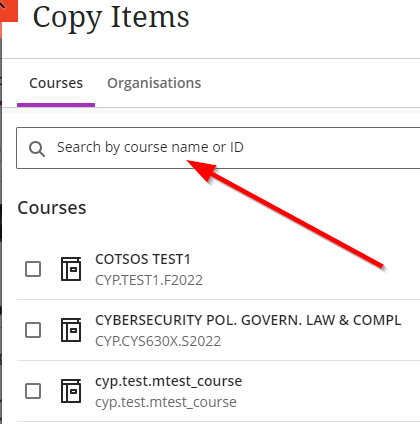 Copy Items
Courses Organisations
Search by course name or ID
Courses
COTSOS TEST1
CYP.TEST1.F2022
CYBERSECURITY POL. GOVERN. LAW & COMPL
CYP.CYS630X.S2022
cyp.test.mtest_course
cyp.test.mtest_course